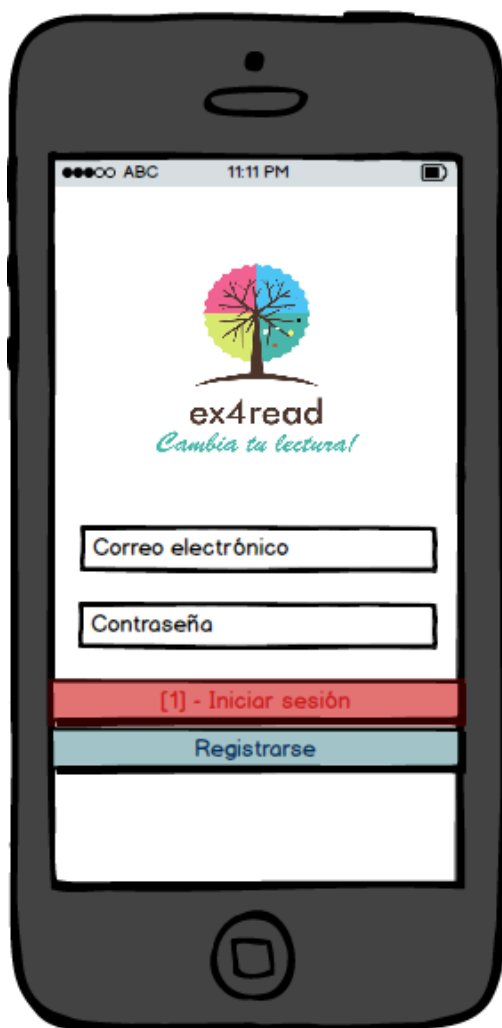 ABC 11:11 PM
ex4read
Cambia tu lectura!
Correo electrónico
Contraseña
[1] - Iniciar sesión
Registrarse